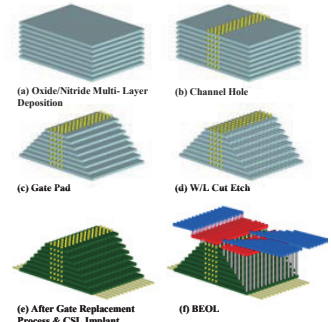 (a) Oxide/Nitride Multi- Layer
Deposition
(b) Channel Hole
(c) Gate Pad
(d) W/L Cut Etch
(e) After Gate Replacement
Process & CSL Implant
(f) BEOL